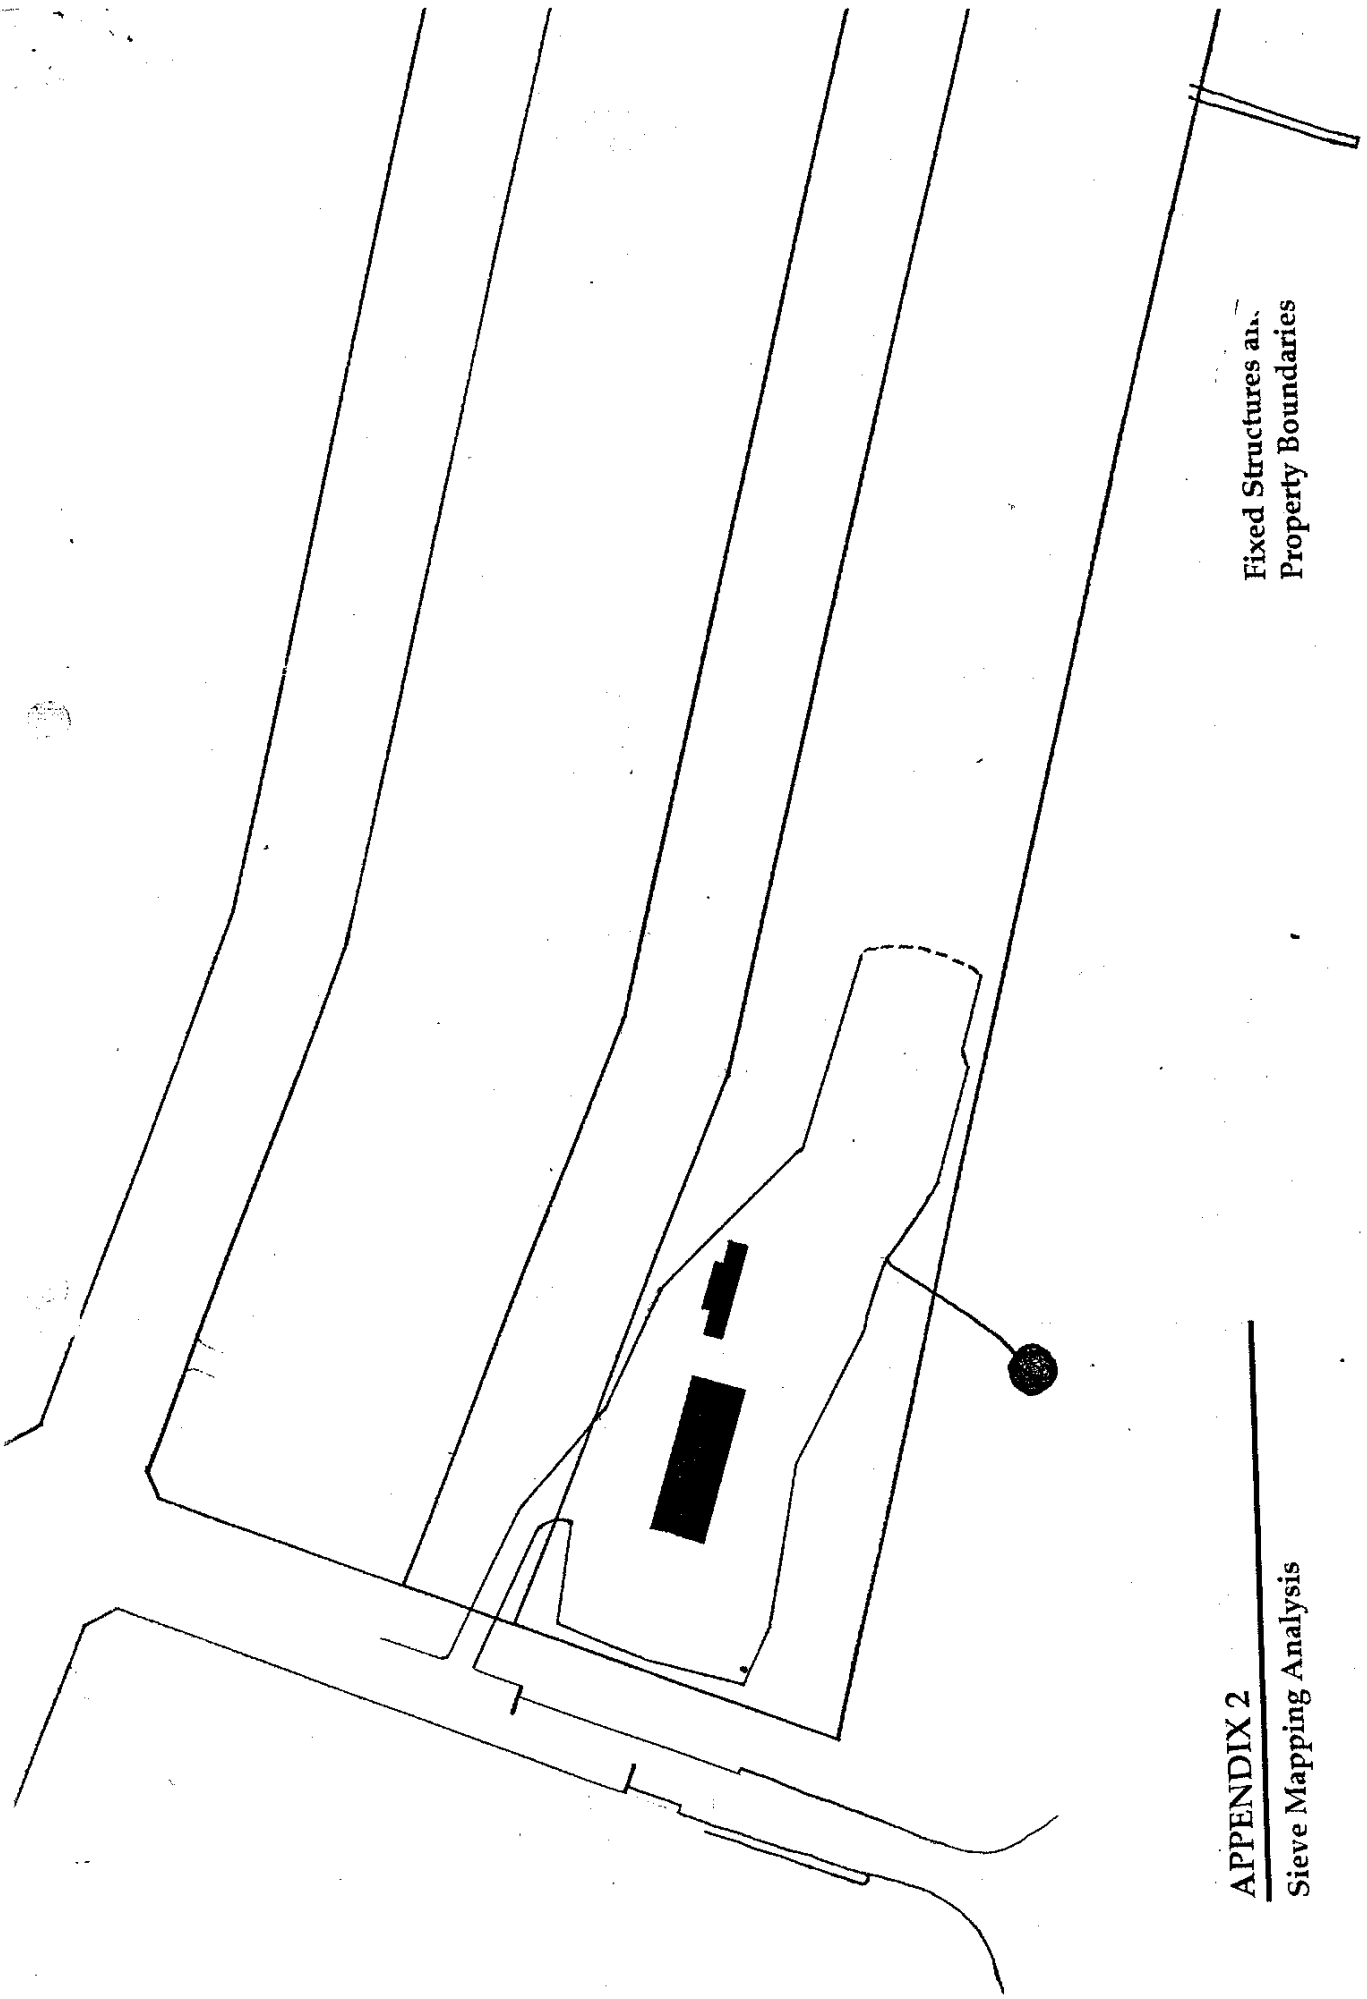 APPENDIX 2
Sieve Mapping Analysis
Fixed Structures
Property Boundaries